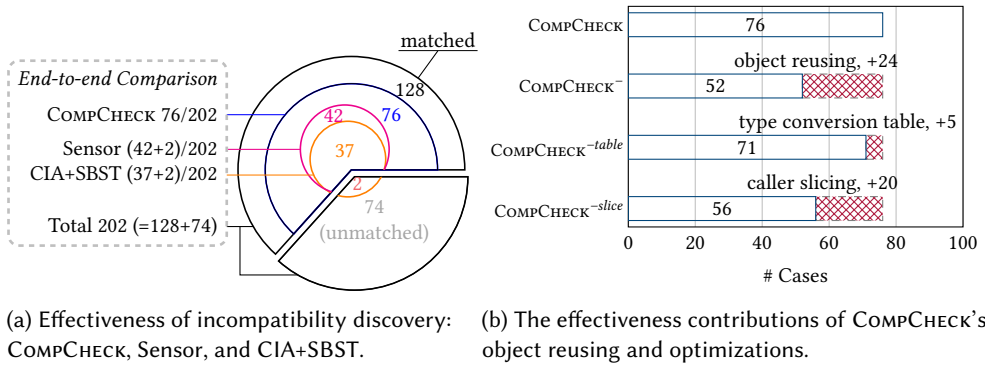 matched
End-to-end Comparison
COMPCHECK 76/202
Sensor (42+2)/202
CIA+SBST (37+2)/202
Total 202 (=128+74)
128
76
42
37
2
74
(unmatched)
(a) Effectiveness of incompatibility discovery:
COMPCHECK, Sensor, and CIA+SBST.
COMPCHECK
76
object reusing, +24
COMPCHECK⁻
52
type conversion table, +5
COMPCHECK⁻table
71
caller slicing, +20
COMPCHECK⁻slice
56
0 20 40 60 80 100
# Cases
(b) The effectiveness contributions of COMPCHECK's
object reusing and optimizations.